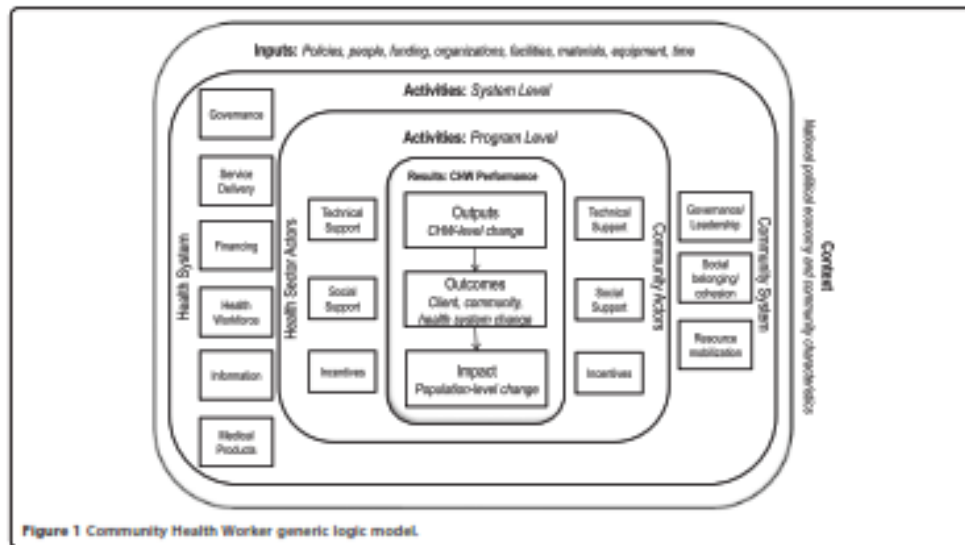 Inputs: Policies, people, funding, organizations, facilities, materials, equipment, time
Activities: System Level
Activities: Program Level
Results: CHW Performance
Health System
Governance
Service
Delivery
Financing
Health
Workforce
Information
Medical
Products
Health Sector Actors
Technical
Support
Social
Support
Incentives
Outputs
CHW-level change
Outcomes
Client, community,
health system change
Impact
Population-level change
Technical
Support
Social
Support
Incentives
Community Actors
Governance/
Leadership
Social
belonging/
cohesion
Resource
mobilization
Community System
Context
National political economy and community characteristics
Figure 1 Community Health Worker generic logic model.